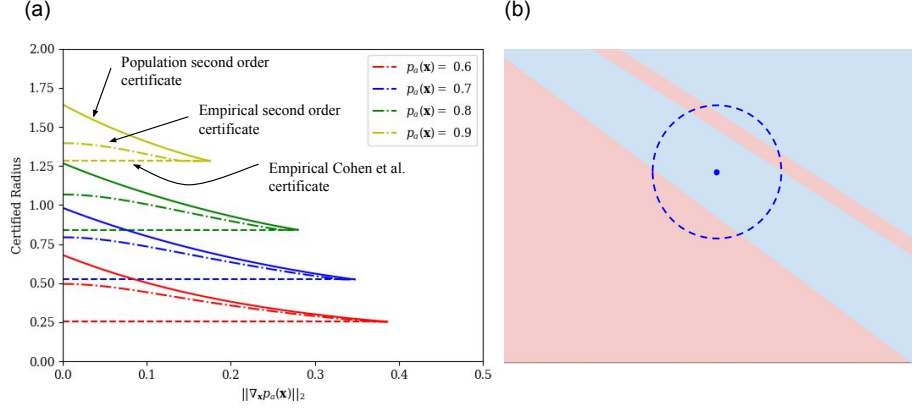 (a)
(b)
Population second order
certificate
Empirical second order
certificate
Empirical Cohen et al.
certificate
pₐ(x) = 0.6
pₐ(x) = 0.7
pₐ(x) = 0.8
pₐ(x) = 0.9
Certified Radius
2.00
1.75
1.50
1.25
1.00
0.75
0.50
0.25
0.00
0.0
0.1
0.2
0.3
0.4
0.5
||∇ₓpₐ(x)||₂